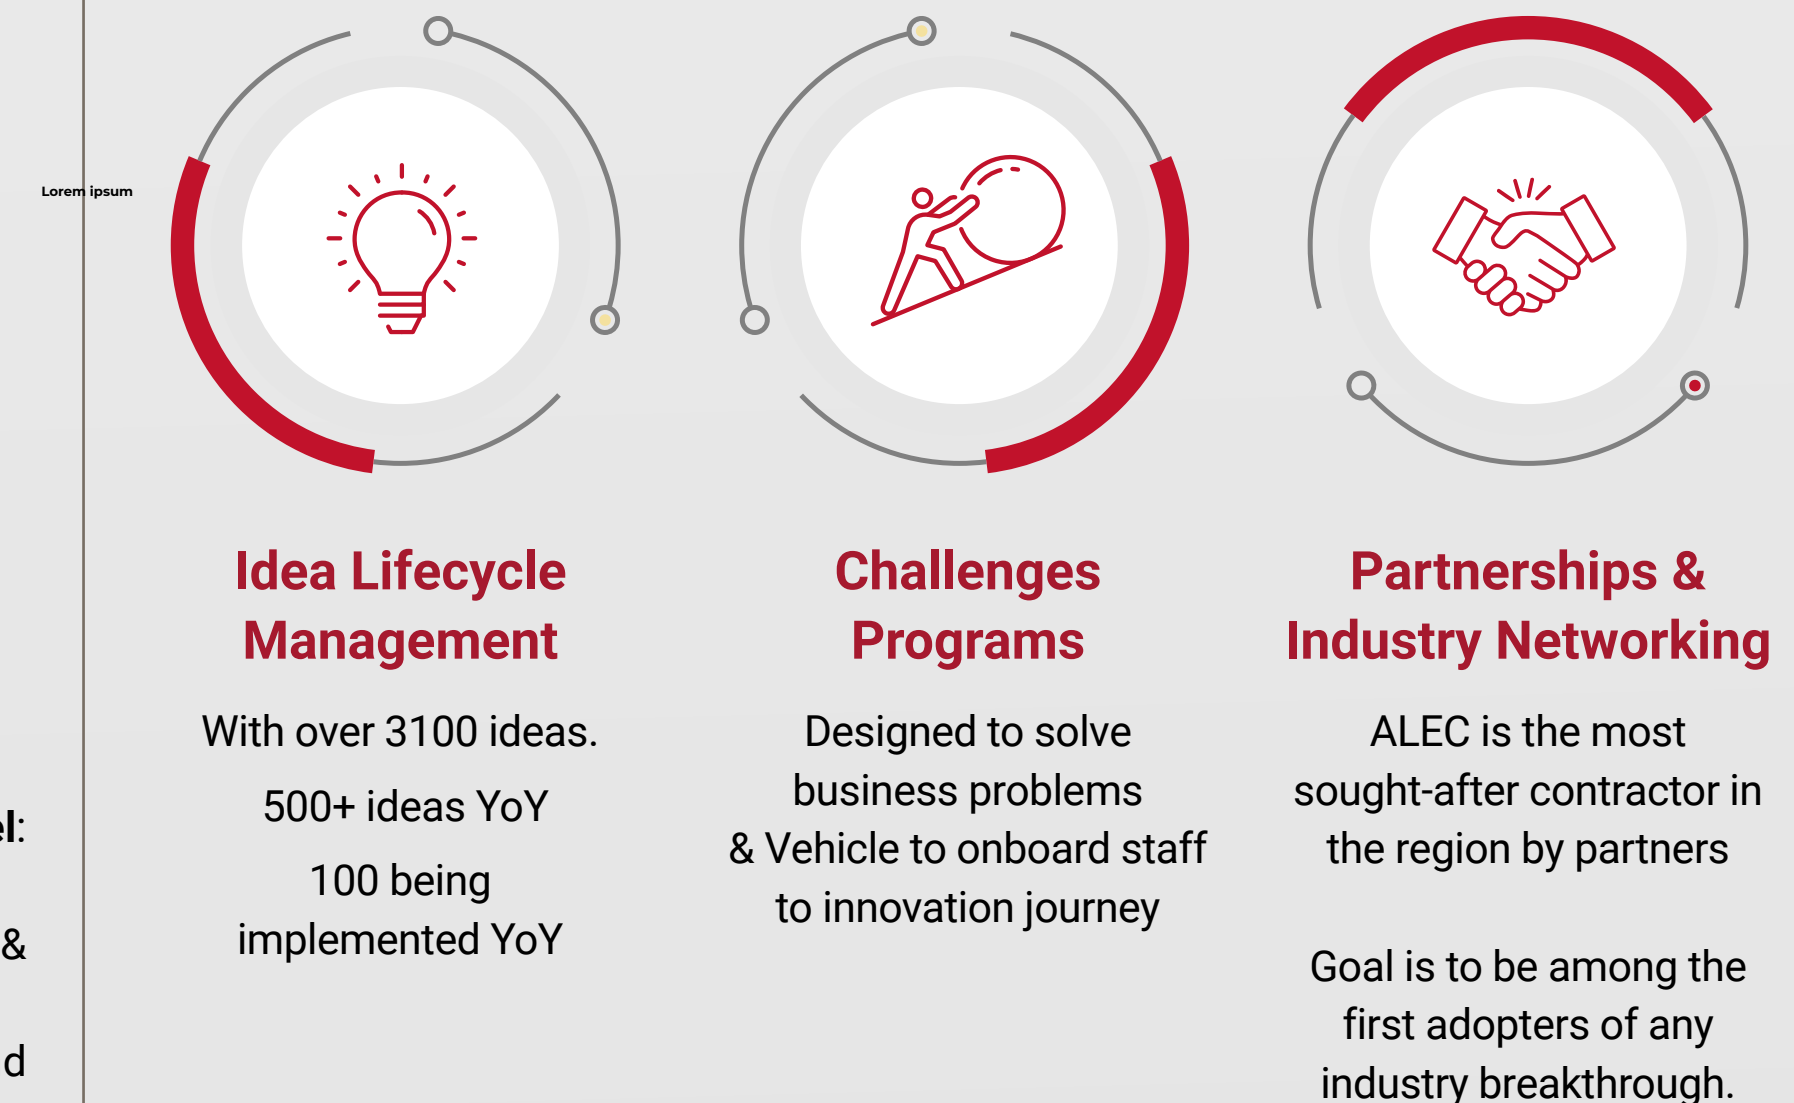 Lorem ipsum
el:
&
d
Idea Lifecycle
Management
With over 3100 ideas.
500+ ideas YoY
100 being
implemented YoY
Challenges
Programs
Designed to solve
business problems
& Vehicle to onboard staff
to innovation journey
Partnerships &
Industry Networking
ALEC is the most
sought-after contractor in
the region by partners
Goal is to be among the
first adopters of any
industry breakthrough.